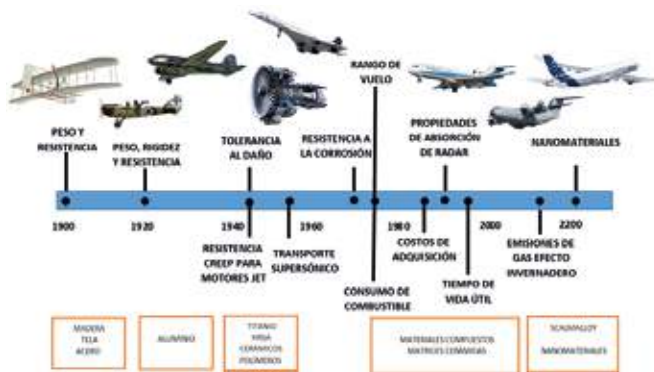 RANGO DE
VUELO
PESO Y
RESISTENCIA
PESO, RIGIDEZ
Y RESISTENCIA
TOLERANCIA
AL DAÑO
RESISTENCIA A
LA CORROSIÓN
PROPIEDADES
DE ABSORCIÓN
DE RADAR
NANOMATERIALES
1900
1920
1940
1960
1980
2000
2200
RESISTENCIA
CREEP PARA
MOTORES JET
TRANSPORTE
SUPERSÓNICO
CONSUMO DE
COMBUSTIBLE
COSTOS DE
ADQUISICIÓN
TIEMPO DE
VIDA ÚTIL
EMISIONES DE
GAS EFECTO
INVERNADERO
MADERA
TELA
ACERO
ALUMINIO
TITANIO
CERÁMICOS
POLÍMEROS
MATERIALES COMPUESTOS
MATRICES CERÁMICAS
SCALMALLOY
NANOMATERIALES